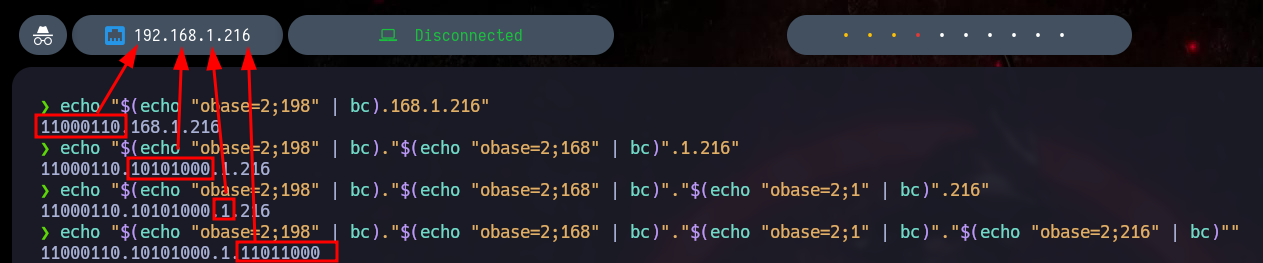 192.168.1.216
Disconnected
❯ echo "$(echo "obase=2;198" | bc).168.1.216"
11000110.168.1.216
❯ echo "$(echo "obase=2;198" | bc)."$(echo "obase=2;168" | bc)".1.216"
11000110.10101000.1.216
❯ echo "$(echo "obase=2;198" | bc)."$(echo "obase=2;168" | bc)"."$(echo "obase=2;1" | bc)".216"
11000110.10101000.1.216
❯ echo "$(echo "obase=2;198" | bc)."$(echo "obase=2;168" | bc)"."$(echo "obase=2;1" | bc)"."$(echo "obase=2;216" | bc)""
11000110.10101000.1.11011000